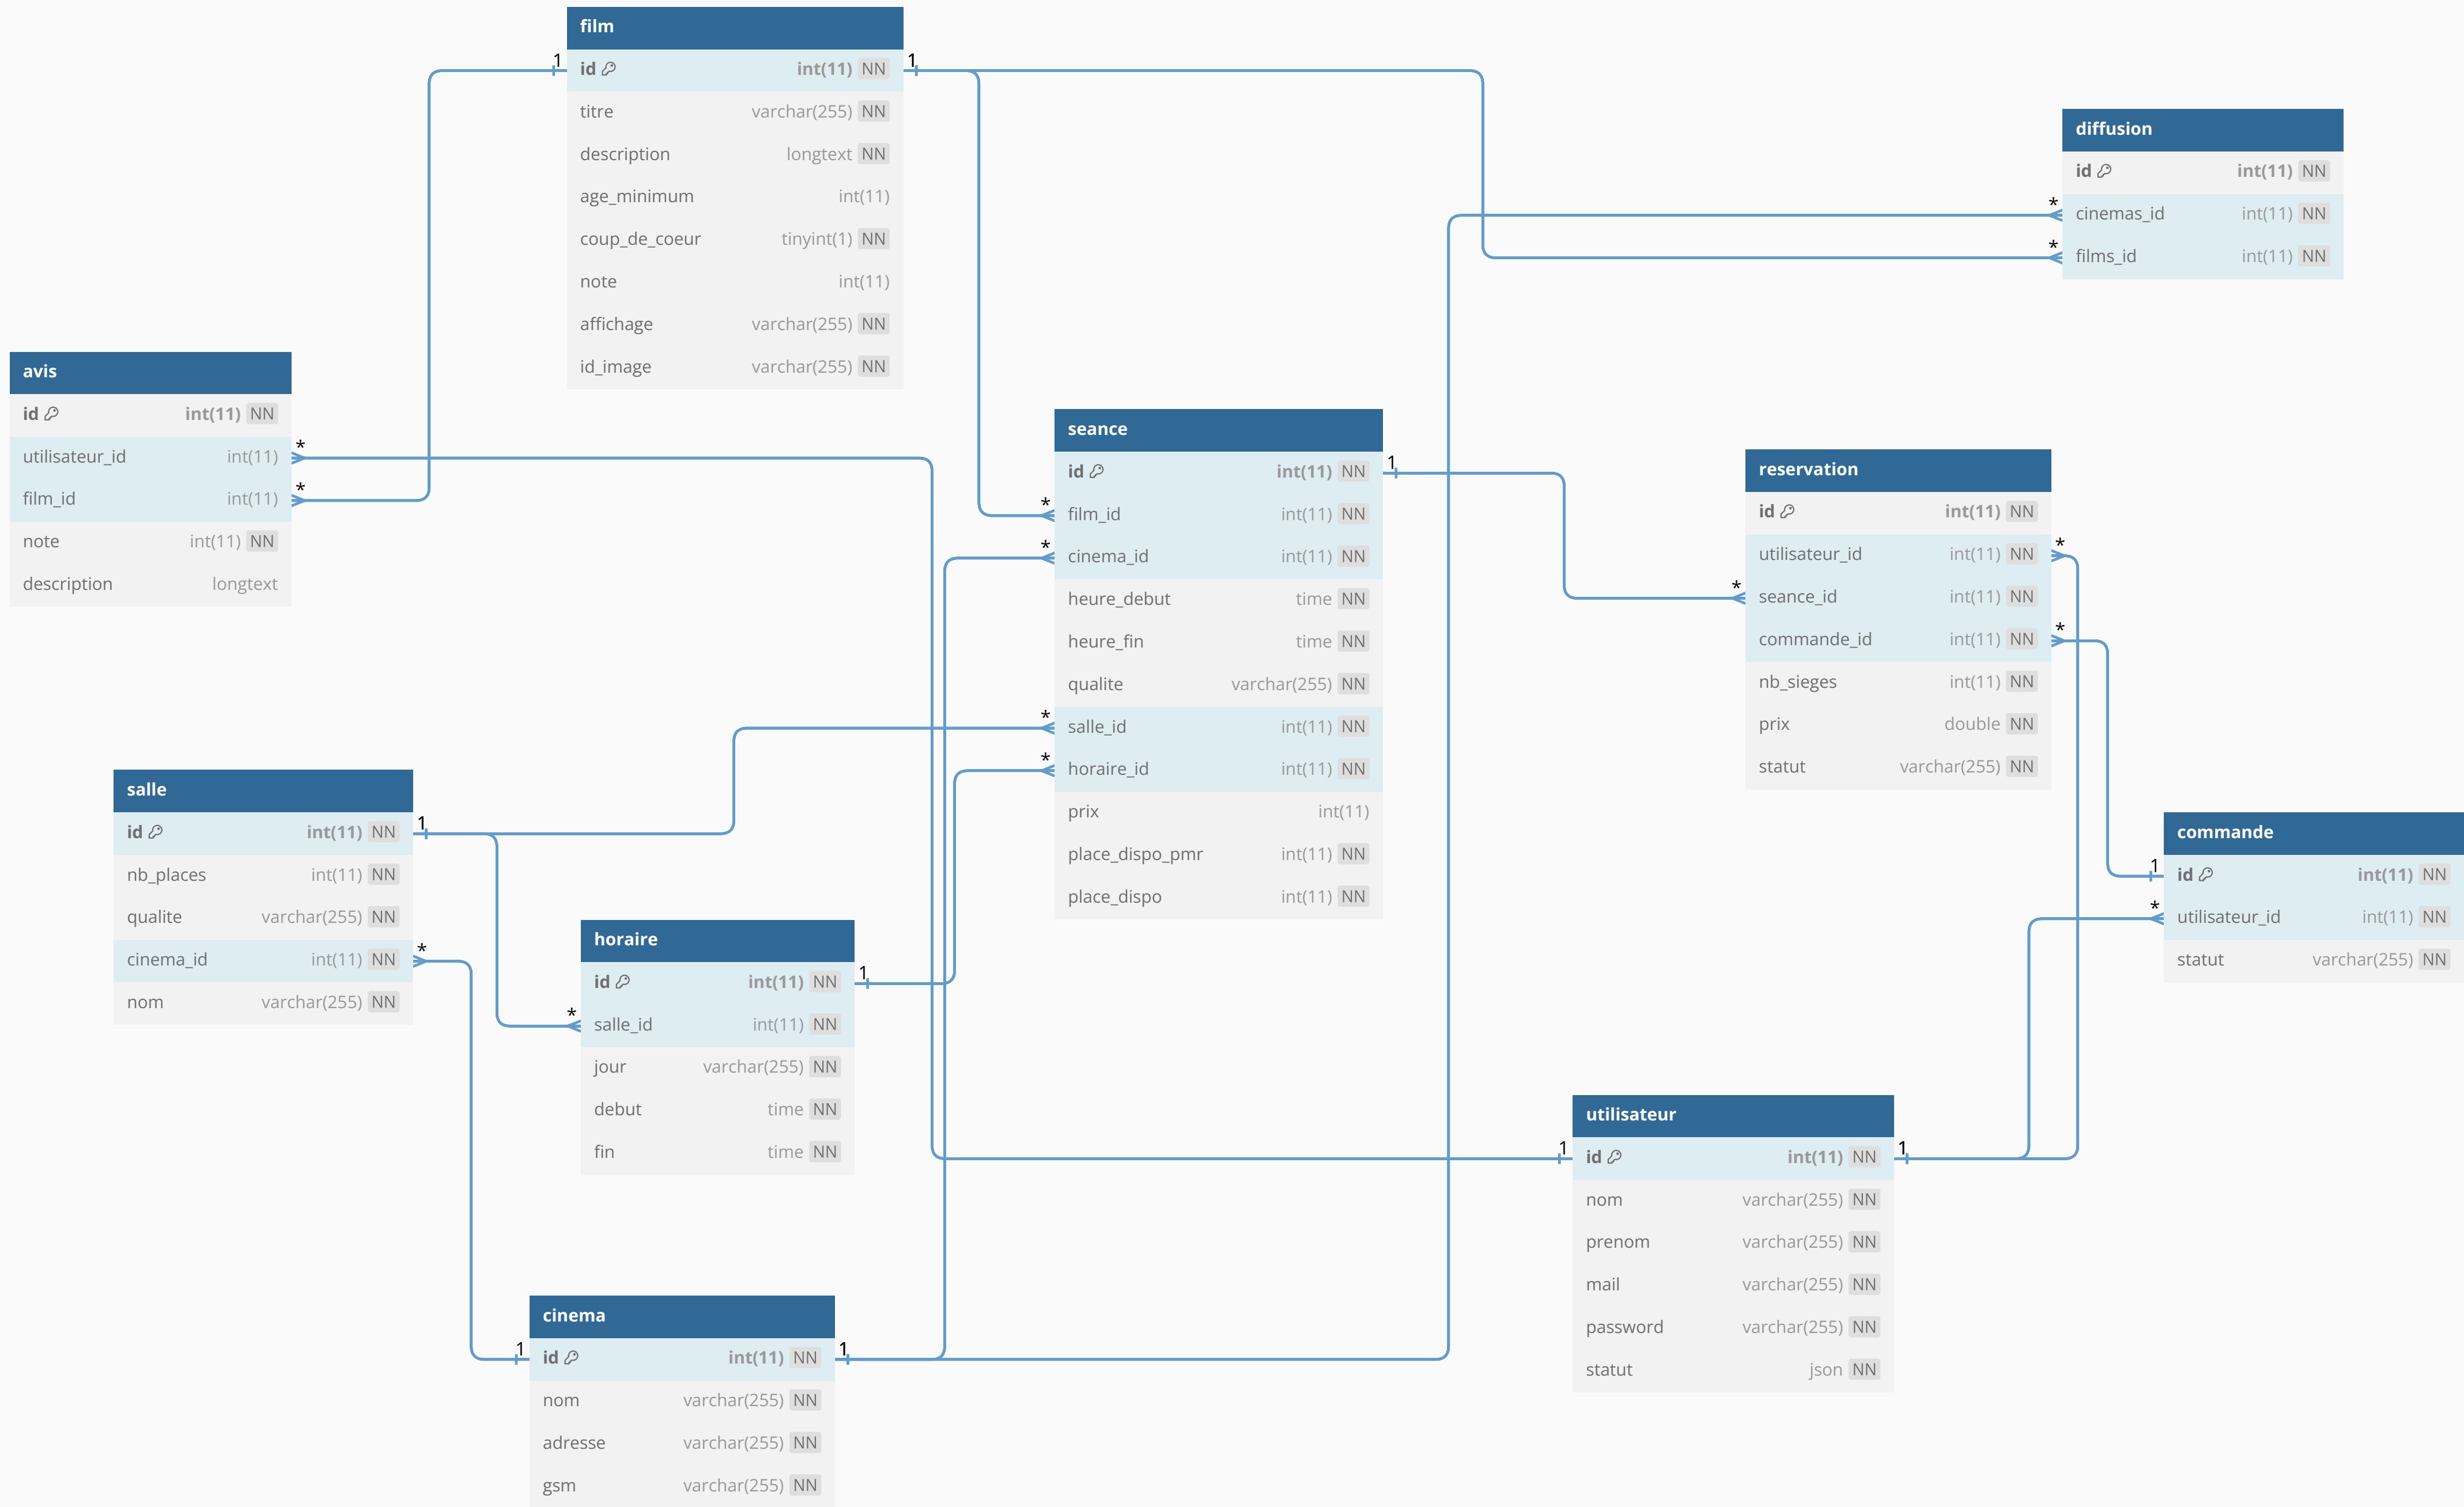 film
1
id int(11) NN
1
titre varchar(255) NN
description longtext NN
age_minimum int(11)
coup_de_coeur tinyint(1) NN
note int(11)
affichage varchar(255) NN
id_image varchar(255) NN
diffusion
id int(11) NN
*
cinemas_id int(11) NN
*
films_id int(11) NN
avis
id int(11) NN
*
utilisateur_id int(11)
*
film_id int(11)
note int(11) NN
description longtext
seance
1
id int(11) NN
*
film_id int(11) NN
*
cinema_id int(11) NN
heure_debut time NN
heure_fin time NN
qualite varchar(255) NN
*
salle_id int(11) NN
*
horaire_id int(11) NN
prix int(11)
place_dispo_pmr int(11) NN
place_dispo int(11) NN
reservation
id int(11) NN
*
utilisateur_id int(11) NN
*
seance_id int(11) NN
*
commande_id int(11) NN
nb_sieges int(11) NN
prix double NN
statut varchar(255) NN
salle
1
id int(11) NN
nb_places int(11) NN
qualite varchar(255) NN
*
cinema_id int(11) NN
nom varchar(255) NN
commande
1
id int(11) NN
*
utilisateur_id int(11) NN
statut varchar(255) NN
horaire
1
id int(11) NN
*
salle_id int(11) NN
jour varchar(255) NN
debut time NN
fin time NN
utilisateur
1
id int(11) NN
1
nom varchar(255) NN
prenom varchar(255) NN
mail varchar(255) NN
password varchar(255) NN
statut json NN
cinema
1
id int(11) NN
1
nom varchar(255) NN
adresse varchar(255) NN
gsm varchar(255) NN